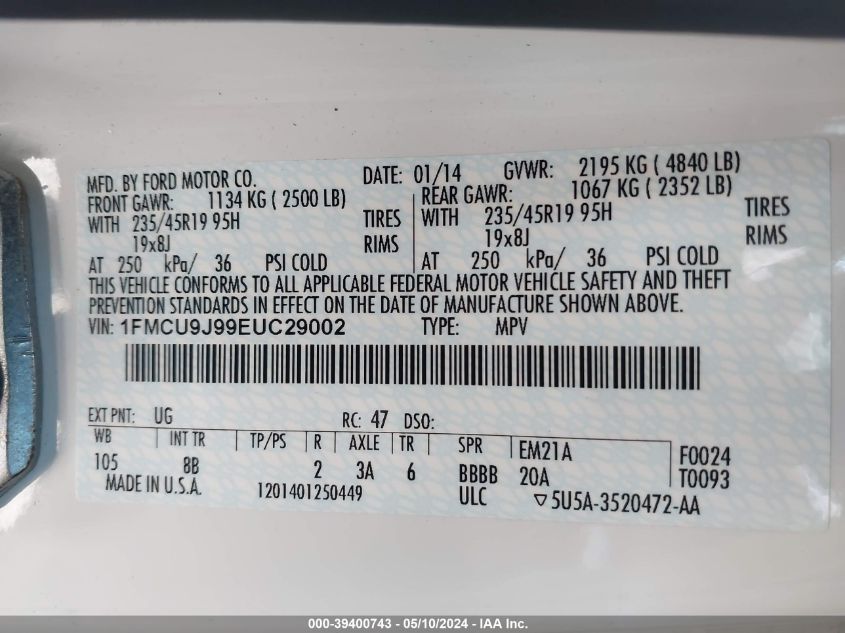 MFD. BY FORD MOTOR CO. DATE: 01/14 GVWR: 2195 KG ( 4840 LB)
FRONT GAWR: 1134 KG ( 2500 LB) REAR GAWR: 1067 KG ( 2352 LB)
WITH 235/45R19 95H TIRES WITH 235/45R19 95H TIRES
19x8J RIMS 19x8J RIMS
AT 250 kPa/ 36 PSI COLD AT 250 kPa/ 36 PSI COLD
THIS VEHICLE CONFORMS TO ALL APPLICABLE FEDERAL MOTOR VEHICLE SAFETY AND THEFT
PREVENTION STANDARDS IN EFFECT ON THE DATE OF MANUFACTURE SHOWN ABOVE.
VIN: 1FMCU9J99EUC29002 TYPE: MPV
EXT PNT: UG RC: 47 DSO:
WB INT TR TP/PS R AXLE TR SPR EM21A F0024
105 8B 2 3A 6 BBBB 20A T0093
MADE IN U.S.A. 1201401250449 ULC ▽5U5A-3520472-AA
000-39400743 - 05/10/2024 - IAA Inc.